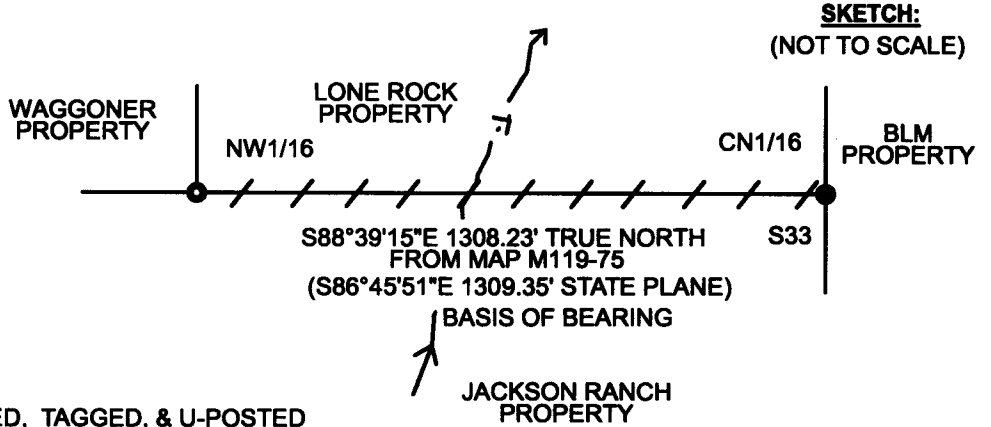 SKETCH:
(NOT TO SCALE)
WAGGONER
PROPERTY
LONE ROCK
PROPERTY
NW1/16
CN1/16
BLM
PROPERTY
S88°39'15"E 1308.23' TRUE NORTH
FROM MAP M119-75
(S86°45'51"E 1309.35' STATE PLANE)
BASIS OF BEARING
S33
JACKSON RANCH
PROPERTY
TAGGED. & U-POSTED